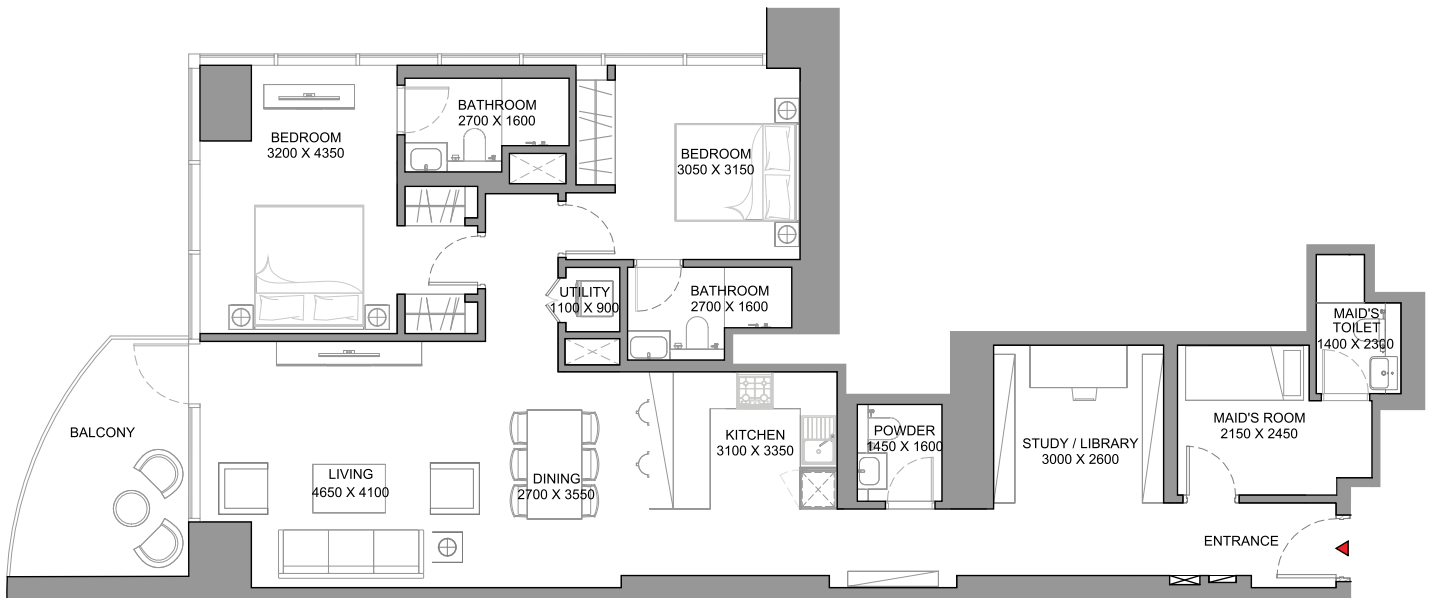 BEDROOM
3200 X 4350
BATHROOM
2700 X 1600
BEDROOM
3050 X 3150
UTILITY
1100 X 900
BATHROOM
2700 X 1600
MAID'S
TOILET
1400 X 2300
BALCONY
LIVING
4650 X 4100
DINING
2700 X 3550
KITCHEN
3100 X 3350
POWDER
1450 X 1600
STUDY / LIBRARY
3000 X 2600
MAID'S ROOM
2150 X 2450
ENTRANCE